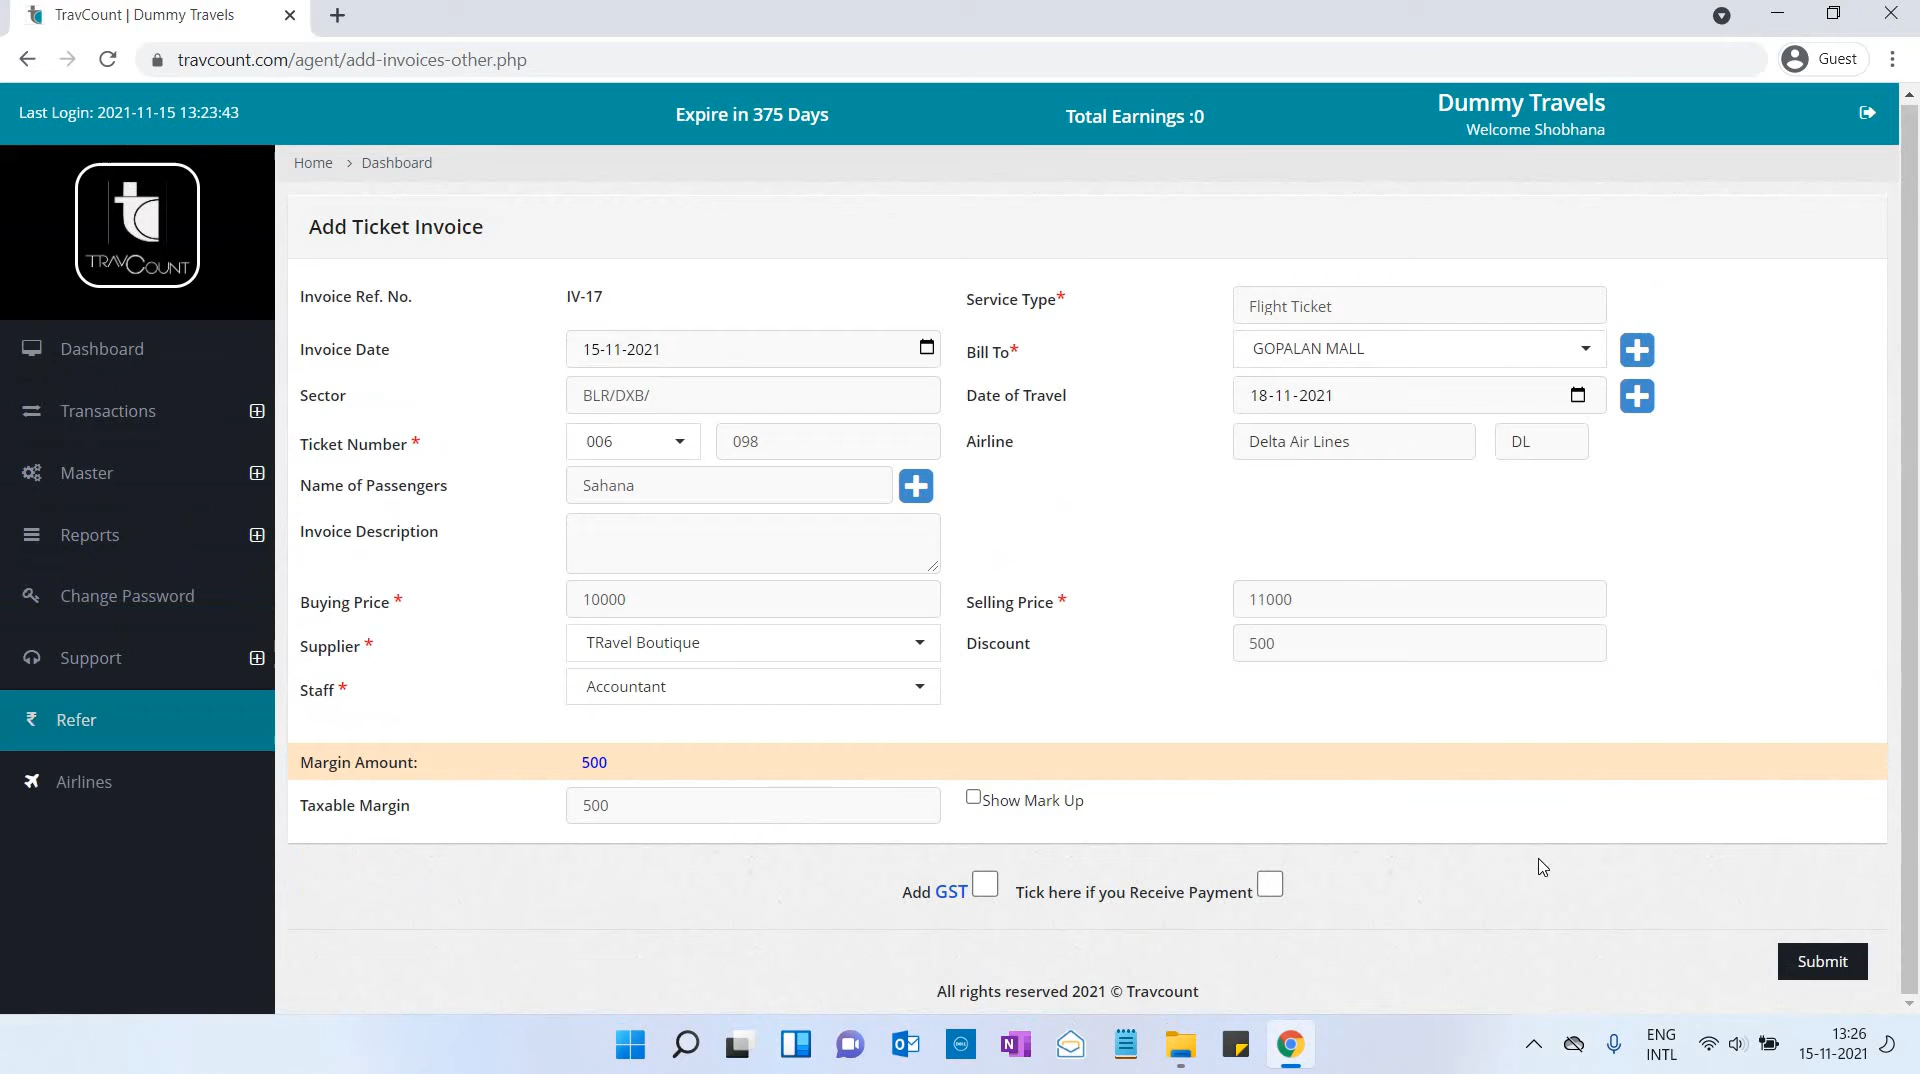 TravCount | Dummy Travels
travcount.com/agent/add-invoices-other.php
Guest
Last Login: 2021-11-15 13:23:43
Expire in 375 Days
Total Earnings :0
Dummy Travels
Welcome Shobhana
Home > Dashboard
tc
TRAVCOUNT
Dashboard
Transactions
Master
Reports
Change Password
Support
₹ Refer
Airlines
Add Ticket Invoice
Invoice Ref. No. IV-17 Service Type* Flight Ticket
Invoice Date 15-11-2021 Bill To* GOPALAN MALL
Sector BLR/DXB/ Date of Travel 18-11-2021
Ticket Number * 006 098 Airline Delta Air Lines DL
Name of Passengers Sahana
Invoice Description
Buying Price * 10000 Selling Price * 11000
Supplier * TRavel Boutique Discount 500
Staff * Accountant
Margin Amount: 500
Taxable Margin 500 Show Mark Up
Add GST Tick here if you Receive Payment
Submit
All rights reserved 2021 © Travcount
ENG
INTL
13:26
15-11-2021